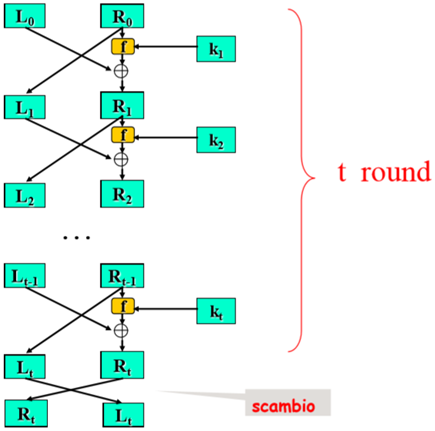 L0 R0
f k1
⊕
L1 R1
f k2
⊕
L2 R2
t round
...
Lt-1 Rt-1
f kt
⊕
Lt Rt
scambio
Rt Lt